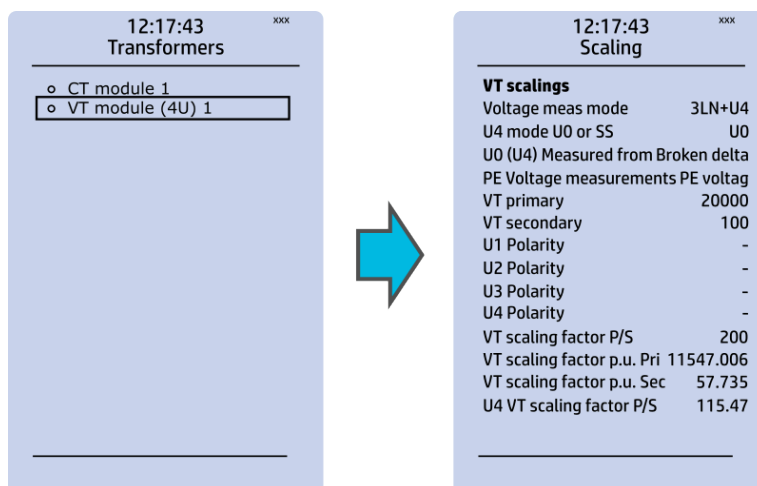 12:17:43 xxx
Transformers
CT module 1
VT module (4U) 1
12:17:43 xxx
Scaling
VT scalings
Voltage meas mode 3LN+U4
U4 mode U0 or SS U0
U0 (U4) Measured from Broken delta
PE Voltage measurements PE voltag
VT primary 20000
VT secondary 100
U1 Polarity -
U2 Polarity -
U3 Polarity -
U4 Polarity -
VT scaling factor P/S 200
VT scaling factor p.u. Pri 11547.006
VT scaling factor p.u. Sec 57.735
U4 VT scaling factor P/S 115.47